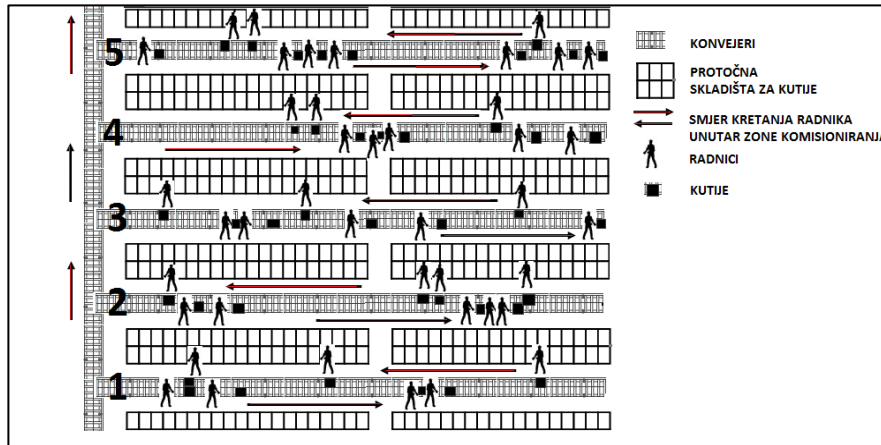 5
4
3
2
1
KONVEJERI
PROTOČNA
SKLADIŠTA ZA KUTIJE
SMJER KRETANJA RADNIKA
UNUTAR ZONE KOMISIONIRANJA
RADNICI
KUTIJE